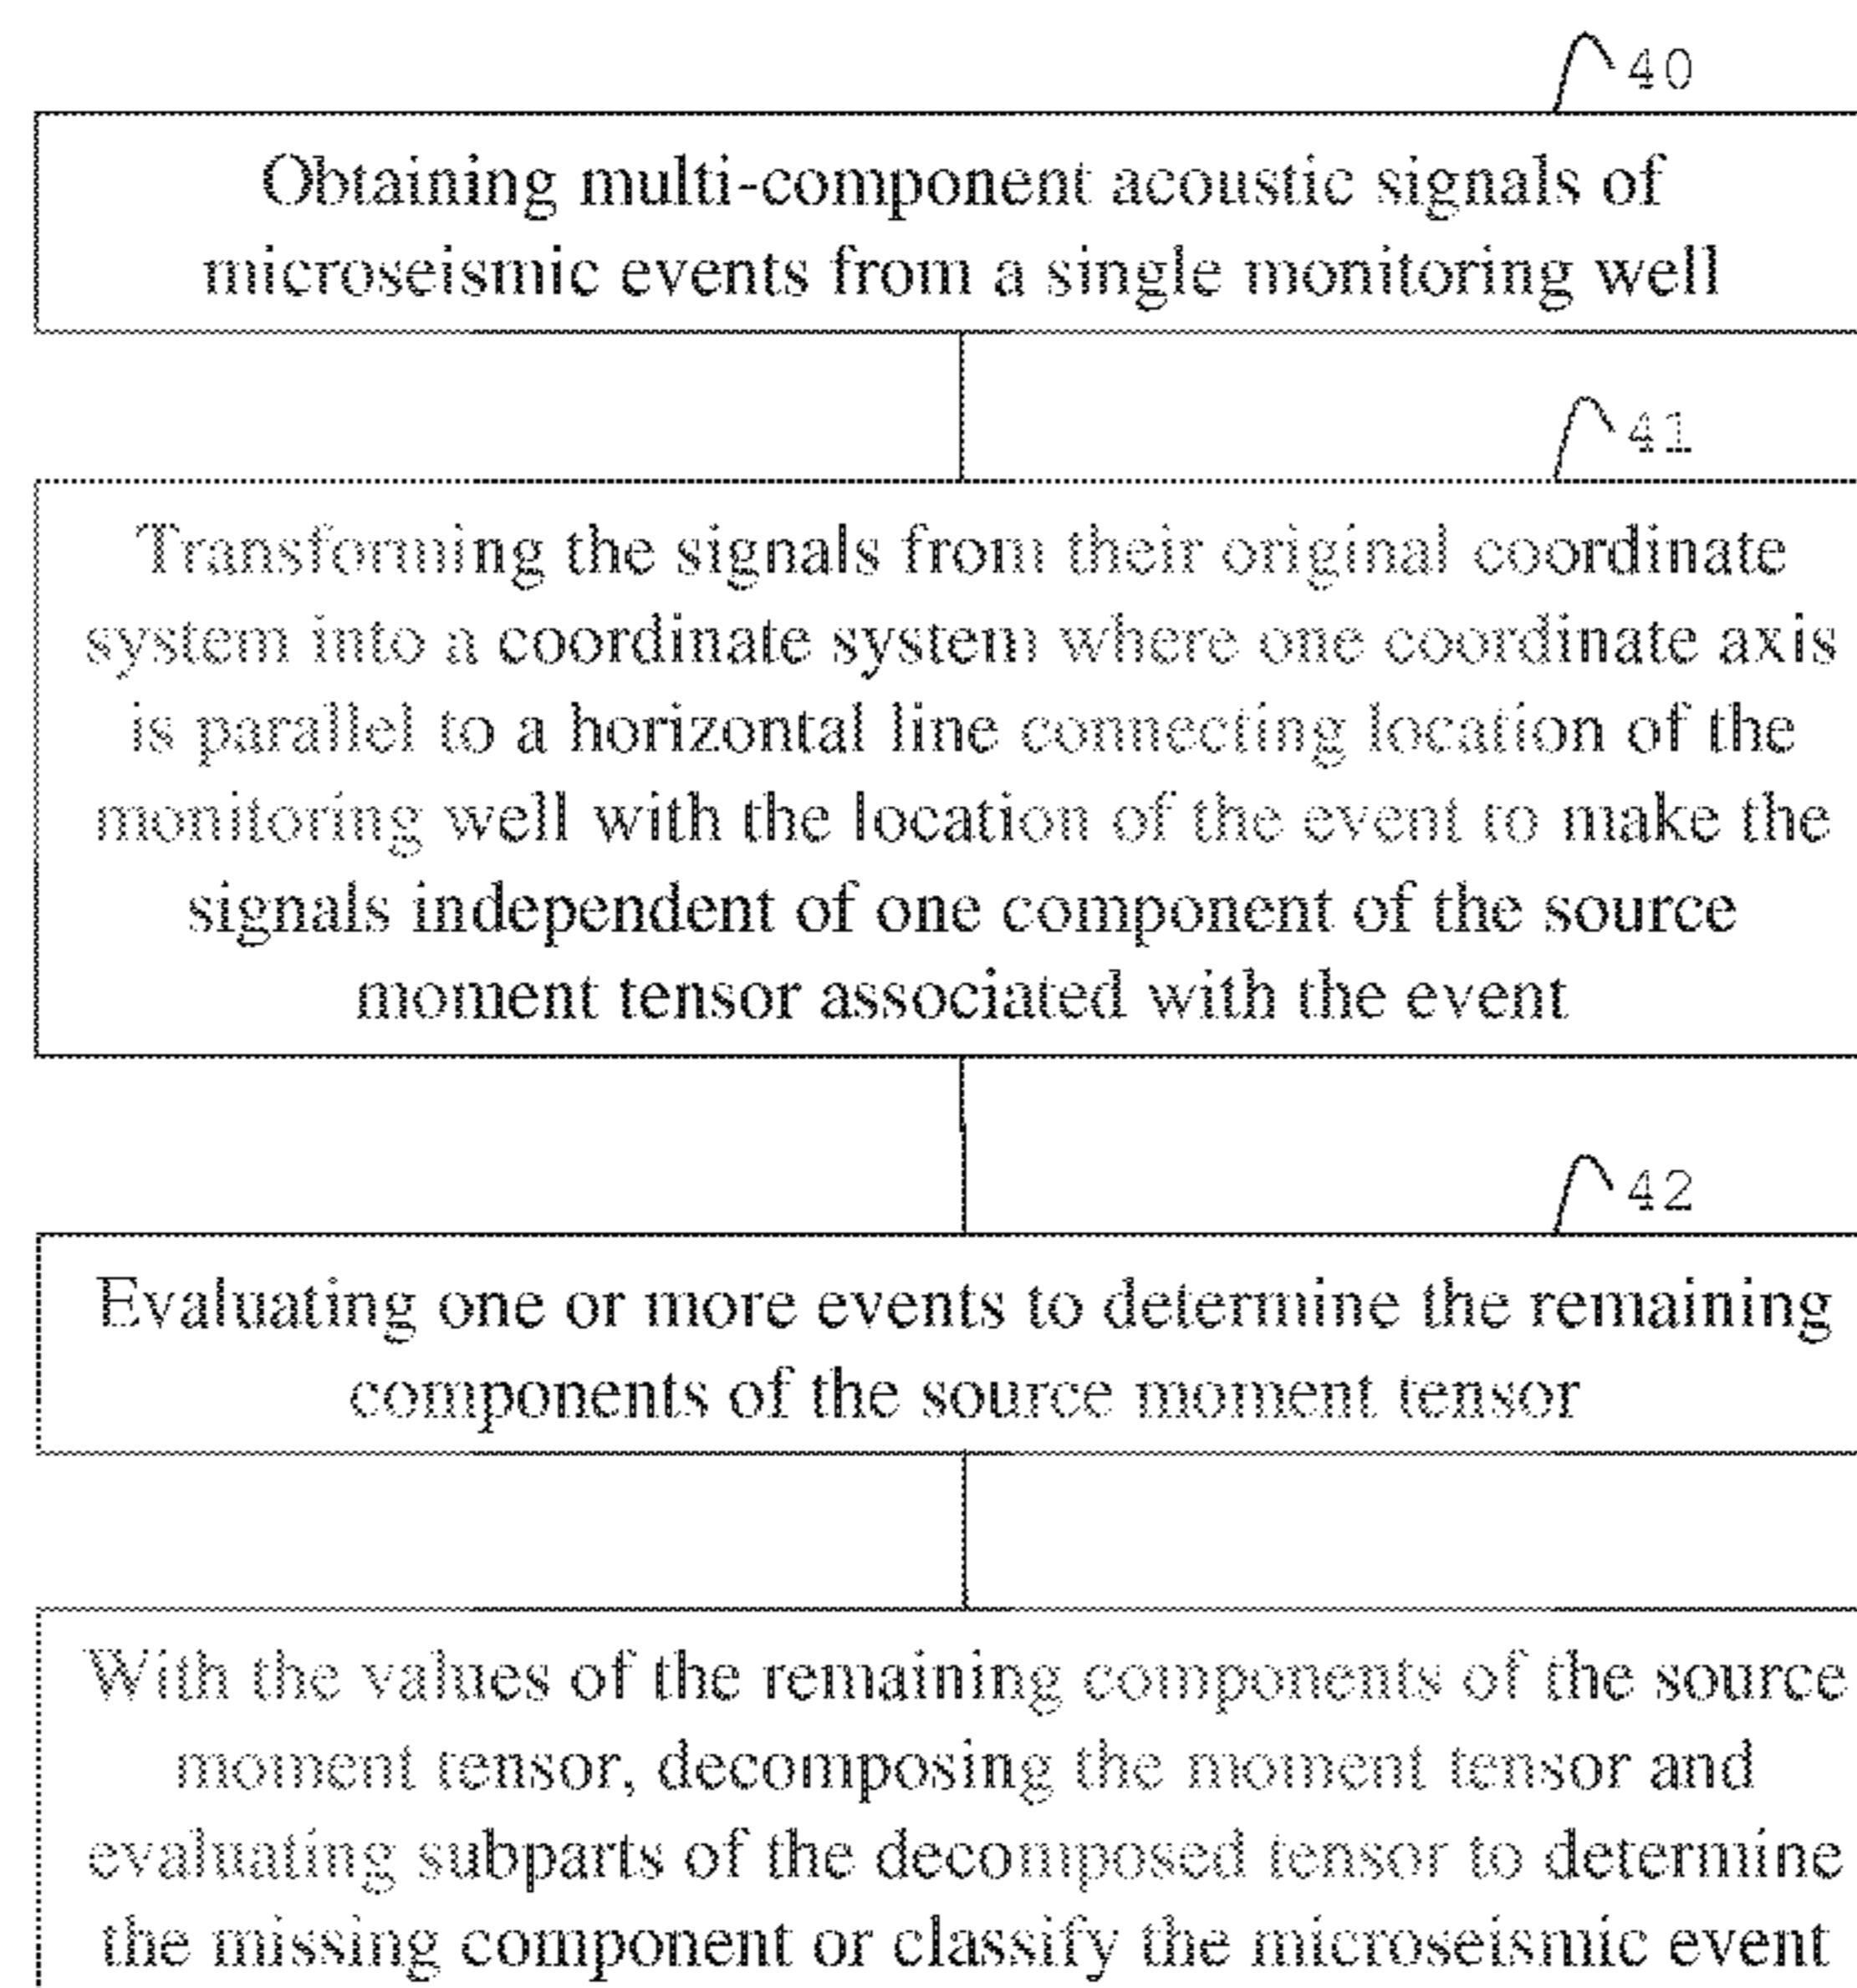 40
Obtaining multi-component acoustic signals of
microseismic events from a single monitoring well
41
Transforming the signals from their original coordinate
system into a coordinate system where one coordinate axis
is parallel to a horizontal line connecting location of the
monitoring well with the location of the event to make the
signals independent of one component of the source
moment tensor associated with the event
42
Evaluating one or more events to determine the remaining
components of the source moment tensor
With the values of the remaining components of the source
moment tensor, decomposing the moment tensor and
evaluating subparts of the decomposed tensor to determine
the missing component or classify the microseismic event